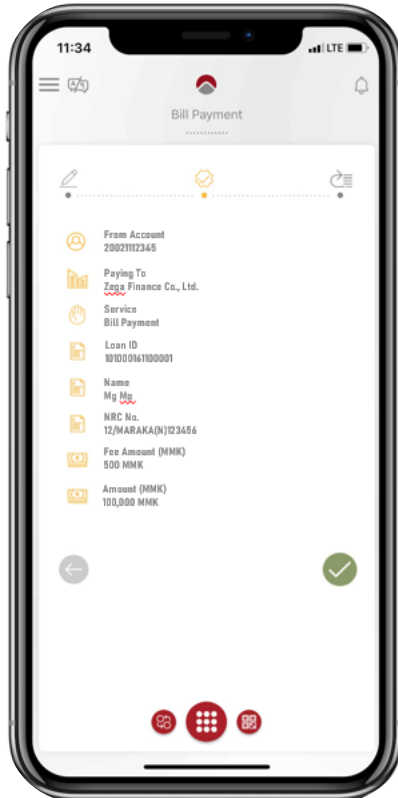 11:34
LTE
Bill Payment
From Account
20021112345
Paying To
Zega Finance Co., Ltd.
Service
Bill Payment
Loan ID
101000161100001
Name
Mg Mg
NRC No.
12/MARAKA(N)123456
Fee Amount (MMK)
500 MMK
Amount (MMK)
100,000 MMK